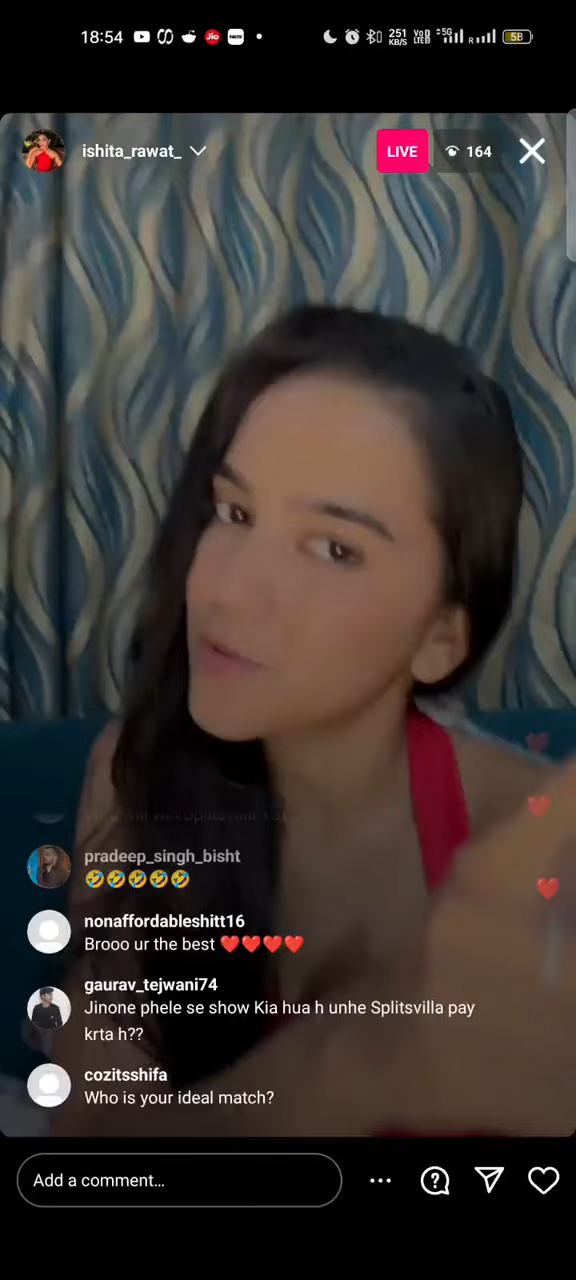 18:54
Jio
251
KB/S
Vo
LTE
5G
R
58
ishita_rawat_
LIVE
164
pradeep_singh_bisht
🤣🤣🤣🤣🤣
nonaffordableshitt16
Brooo ur the best ❤️❤️❤️❤️
gaurav_tejwani74
Jinone phele se show Kia hua h unhe Splitsvilla pay
krta h??
cozitsshifa
Who is your ideal match?
Add a comment...